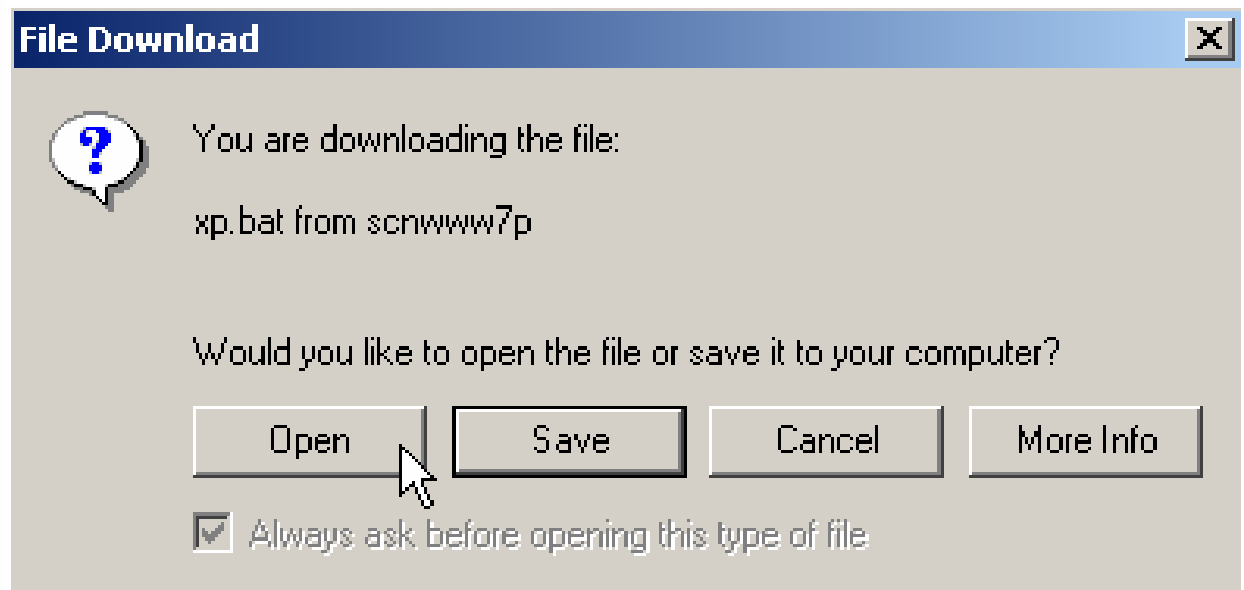 File Download
You are downloading the file:
xp.bat from scnwww7p
Would you like to open the file or save it to your computer?
Open Save Cancel More Info
Always ask before opening this type of file